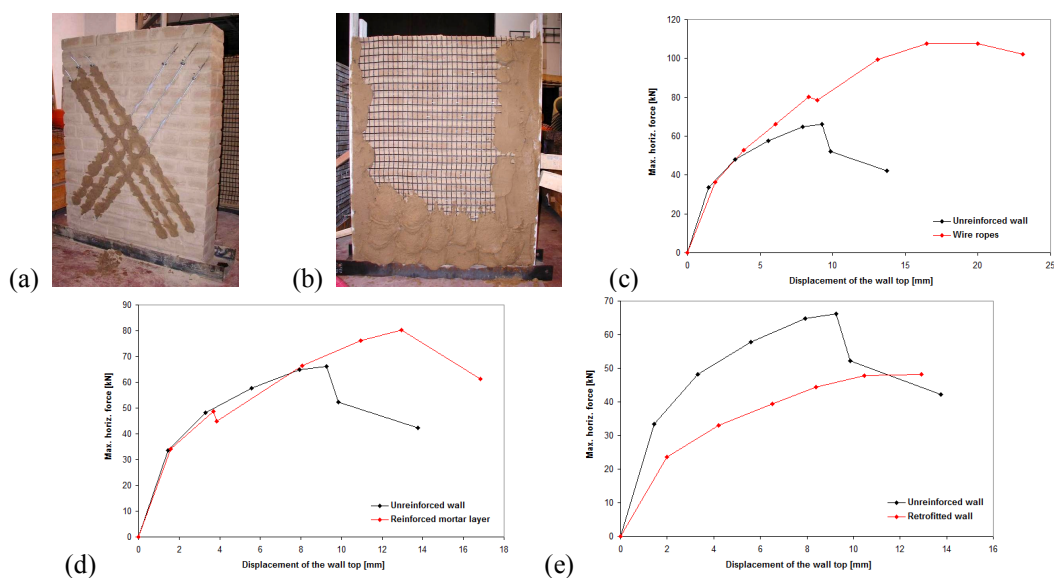 (a)
(b)
(c)
120
100
80
60
40
20
0
Max. horiz. force [kN]
0 5 10 15 20 25
Displacement of the wall top [mm]
Unreinforced wall
Wire ropes
(d)
90
80
70
60
50
40
30
20
10
0
Max. horiz. force [kN]
0 2 4 6 8 10 12 14 16 18
Displacement of the wall top [mm]
Unreinforced wall
Reinforced mortar layer
(e)
70
60
50
40
30
20
10
0
Max. horiz. force [kN]
0 2 4 6 8 10 12 14 16
Displacement of the wall top [mm]
Unreinforced wall
Retrofitted wall